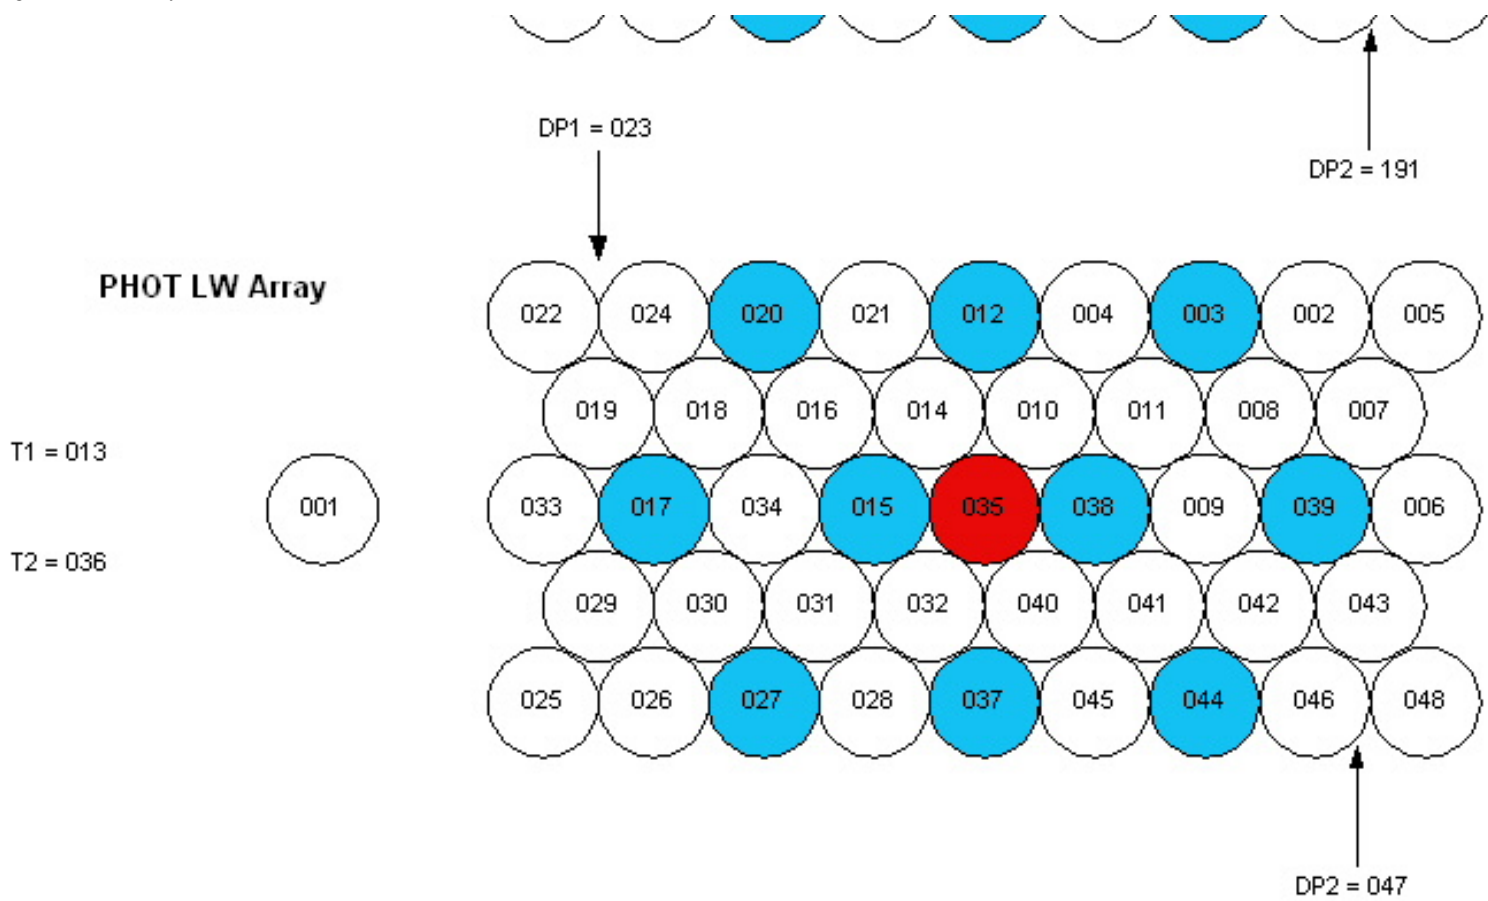 DP1 = 023
DP2 = 191
PHOT LW Array
022 024 020 021 012 004 003 002 005
019 018 016 014 010 011 008 007
T1 = 013
001 033 017 034 015 035 038 009 039 006
T2 = 036
029 030 031 032 040 041 042 043
025 026 027 028 037 045 044 046 048
DP2 = 047